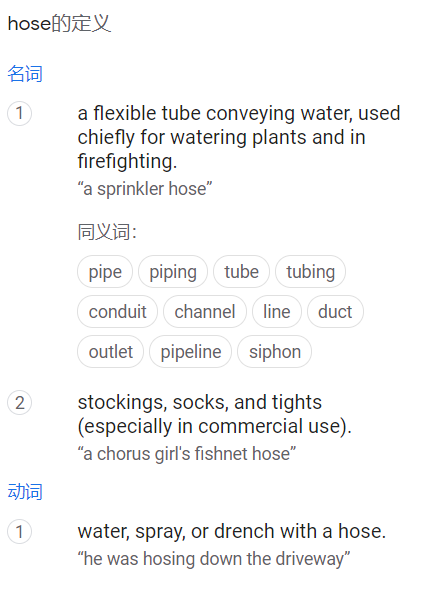 hose的定义
名词
1
a flexible tube conveying water, used
chiefly for watering plants and in
firefighting.
“a sprinkler hose”
同义词：
pipe piping tube tubing
conduit channel line duct
outlet pipeline siphon
2
stockings, socks, and tights
(especially in commercial use).
“a chorus girl's fishnet hose”
动词
1
water, spray, or drench with a hose.
“he was hosing down the driveway”